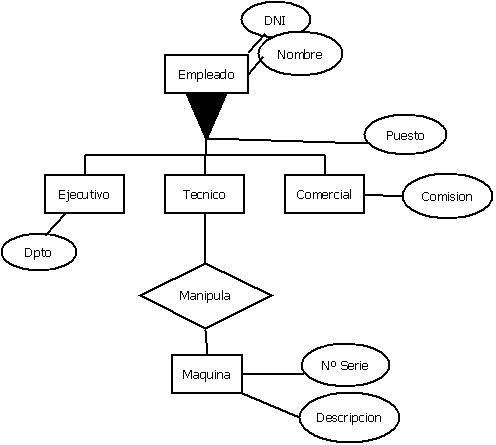 DNI
Nombre
Empleado
Puesto
Ejecutivo
Tecnico
Comercial
Comision
Dpto
Manipula
Maquina
Nº Serie
Descripcion